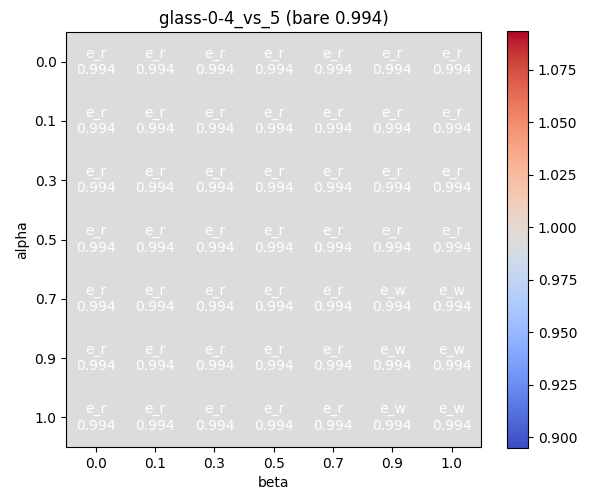 glass-0-4_vs_5 (bare 0.994)
0.0 e_r e_r e_r e_r e_r e_r e_r
0.994 0.994 0.994 0.994 0.994 0.994 0.994
0.1 e_r e_r e_r e_r e_r e_r e_r
0.994 0.994 0.994 0.994 0.994 0.994 0.994
0.3 e_r e_r e_r e_r e_r e_r e_r
0.994 0.994 0.994 0.994 0.994 0.994 0.994
0.5 e_r e_r e_r e_r e_r e_r e_r
0.994 0.994 0.994 0.994 0.994 0.994 0.994
0.7 e_r e_r e_r e_r e_r e_w e_w
0.994 0.994 0.994 0.994 0.994 0.994 0.994
0.9 e_r e_r e_r e_r e_r e_w e_w
0.994 0.994 0.994 0.994 0.994 0.994 0.994
1.0 e_r e_r e_r e_r e_r e_w e_w
0.994 0.994 0.994 0.994 0.994 0.994 0.994
alpha
0.0 0.1 0.3 0.5 0.7 0.9 1.0
beta
1.075
1.050
1.025
1.000
0.975
0.950
0.925
0.900